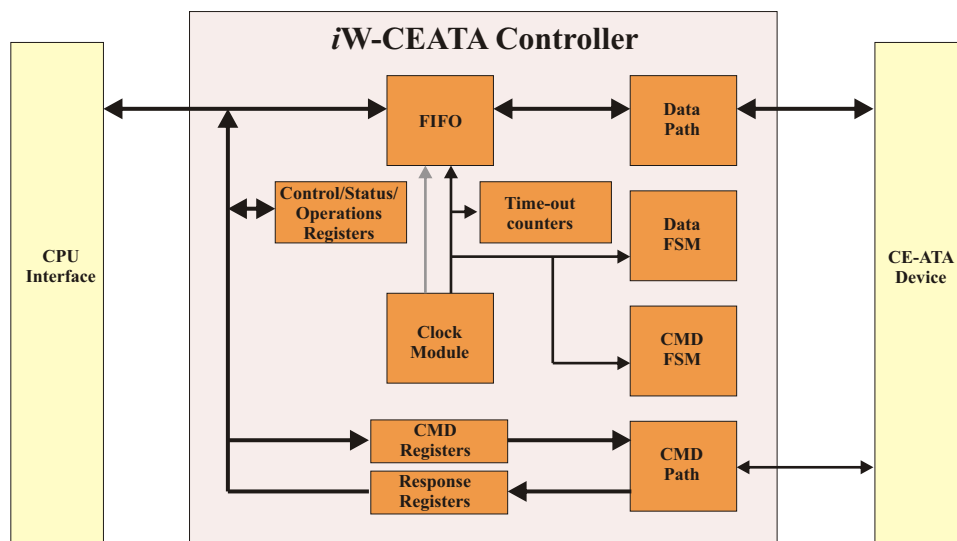 iW-CEATA Controller
CPU
Interface
FIFO
Data
Path
Control/Status/
Operations
Registers
Time-out
counters
Data
FSM
CE-ATA
Device
Clock
Module
CMD
FSM
CMD
Registers
CMD
Path
Response
Registers